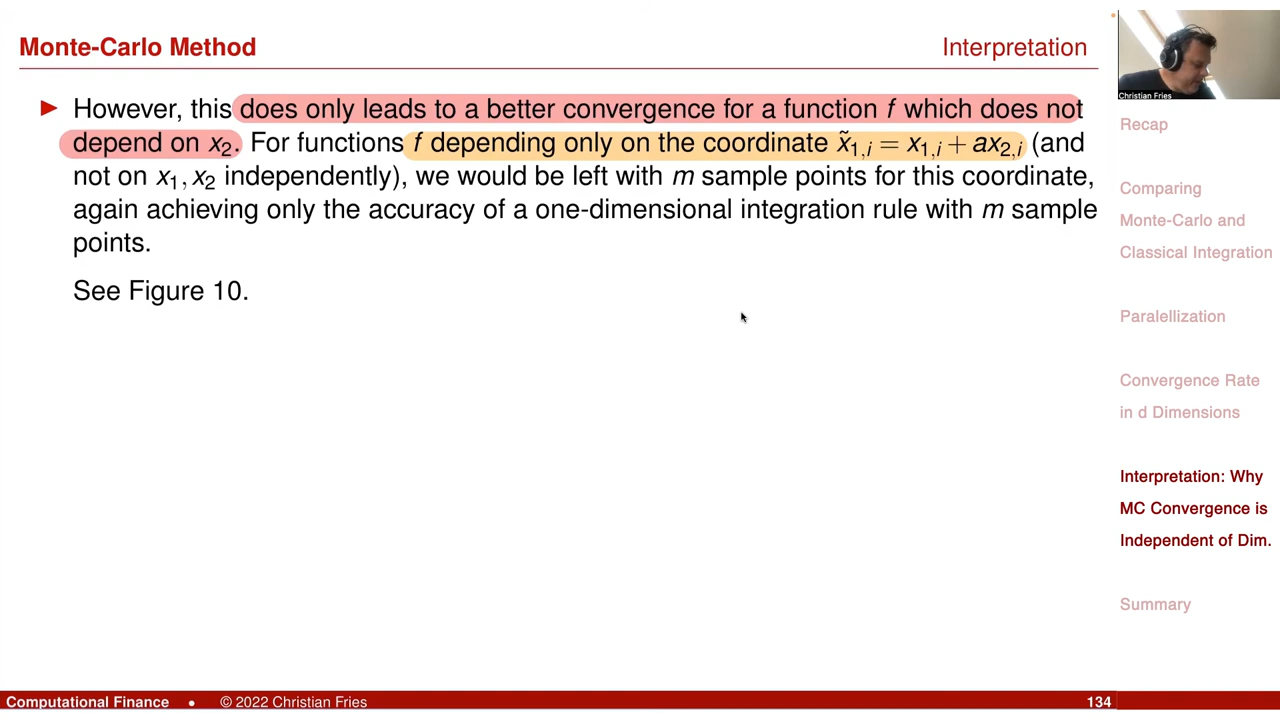 Monte-Carlo Method
Interpretation
However, this does only leads to a better convergence for a function f which does not
depend on x₂. For functions f depending only on the coordinate x̃₁,ᵢ = x₁,ᵢ + ax₂,ᵢ (and
not on x₁, x₂ independently), we would be left with m sample points for this coordinate,
again achieving only the accuracy of a one-dimensional integration rule with m sample
points.
See Figure 10.
Christian Fries
Recap
Comparing
Monte-Carlo and
Classical Integration
Paralellization
Convergence Rate
in d Dimensions
Interpretation: Why
MC Convergence is
Independent of Dim.
Summary
Computational Finance • © 2022 Christian Fries
134